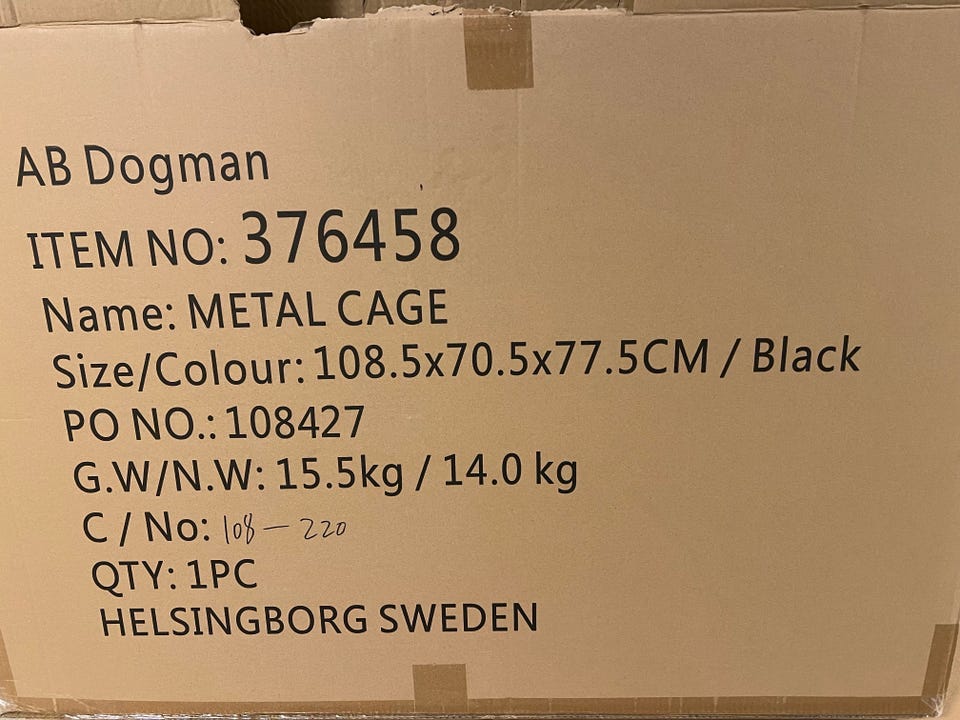 AB Dogman
ITEM NO: 376458
Name: METAL CAGE
Size/Colour: 108.5x70.5x77.5CM / Black
PO NO.: 108427
G.W/N.W: 15.5kg / 14.0 kg
C / No: 108 — 220
QTY: 1PC
HELSINGBORG SWEDEN